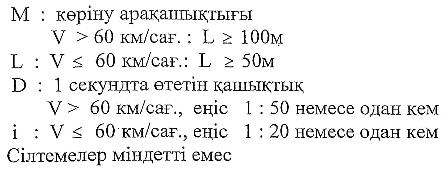 М : көріну арақашықтығы
V > 60 км/сағ. : L ≥ 100м
L : V ≤ 60 км/сағ.: L ≥ 50м
D : 1 секундта өтетін қашықтық
V > 60 км/сағ., еңіс 1 : 50 немесе одан кем
i : V ≤ 60 км/сағ., еңіс 1 : 20 немесе одан кем
Сілтемелер міндетті емес